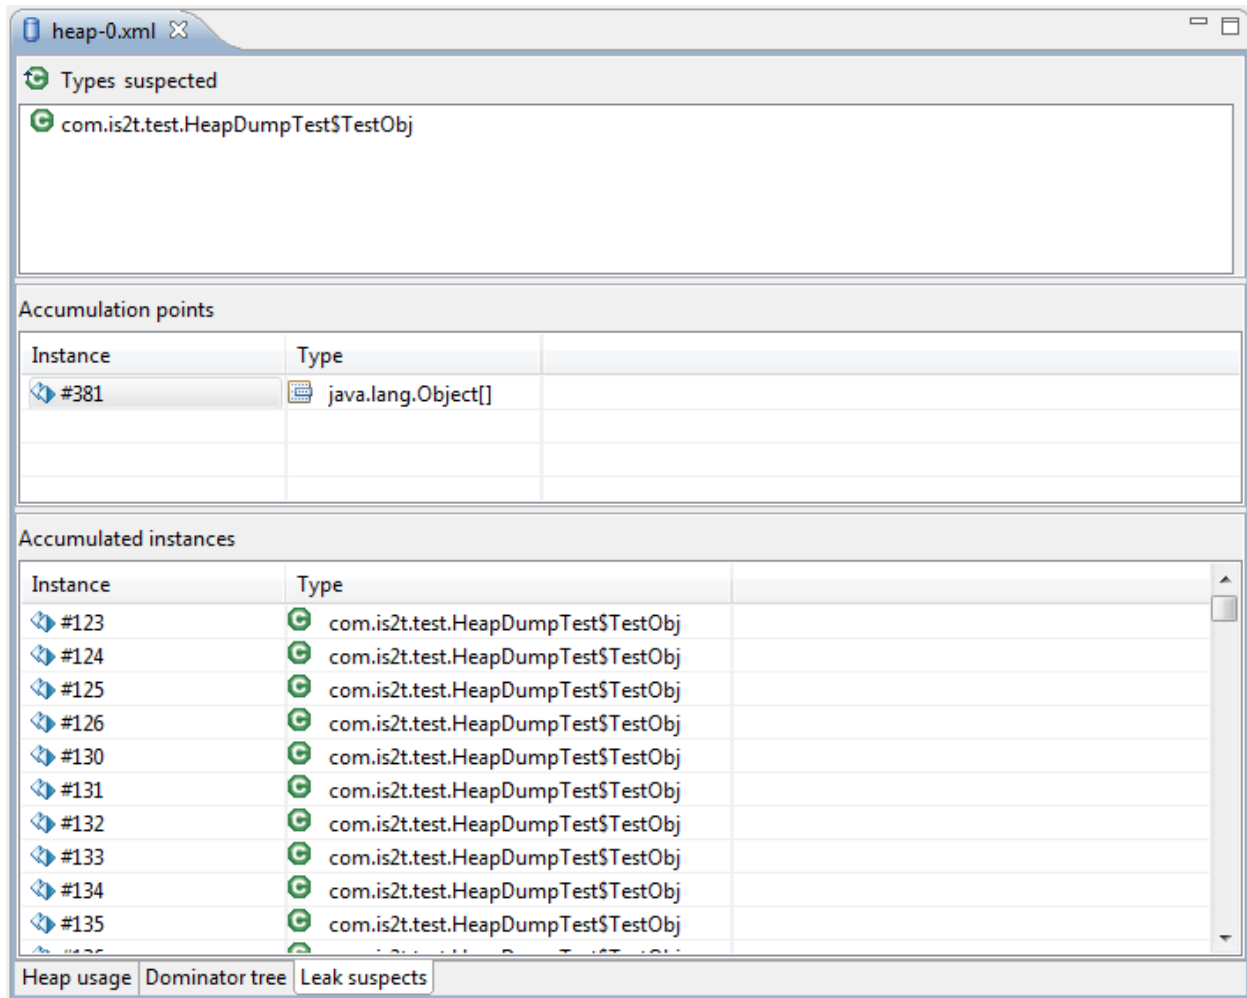 heap-0.xml
Types suspected
com.is2t.test.HeapDumpTest$TestObj
Accumulation points
Instance Type
#381 java.lang.Object[]
Accumulated instances
Instance Type
#123 com.is2t.test.HeapDumpTest$TestObj
#124 com.is2t.test.HeapDumpTest$TestObj
#125 com.is2t.test.HeapDumpTest$TestObj
#126 com.is2t.test.HeapDumpTest$TestObj
#130 com.is2t.test.HeapDumpTest$TestObj
#131 com.is2t.test.HeapDumpTest$TestObj
#132 com.is2t.test.HeapDumpTest$TestObj
#133 com.is2t.test.HeapDumpTest$TestObj
#134 com.is2t.test.HeapDumpTest$TestObj
#135 com.is2t.test.HeapDumpTest$TestObj
Heap usage Dominator tree Leak suspects